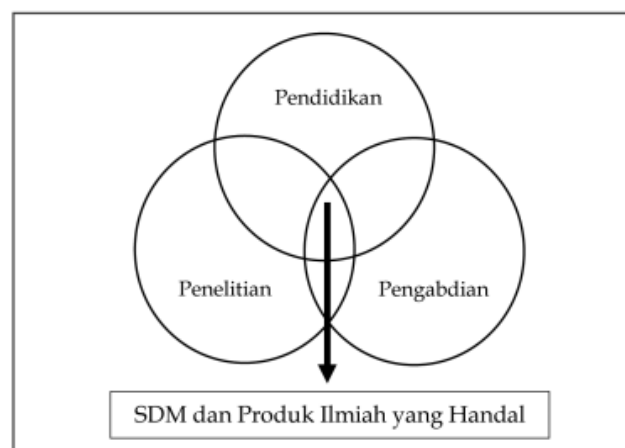 Pendidikan
Penelitian
Pengabdian
SDM dan Produk Ilmiah yang Handal